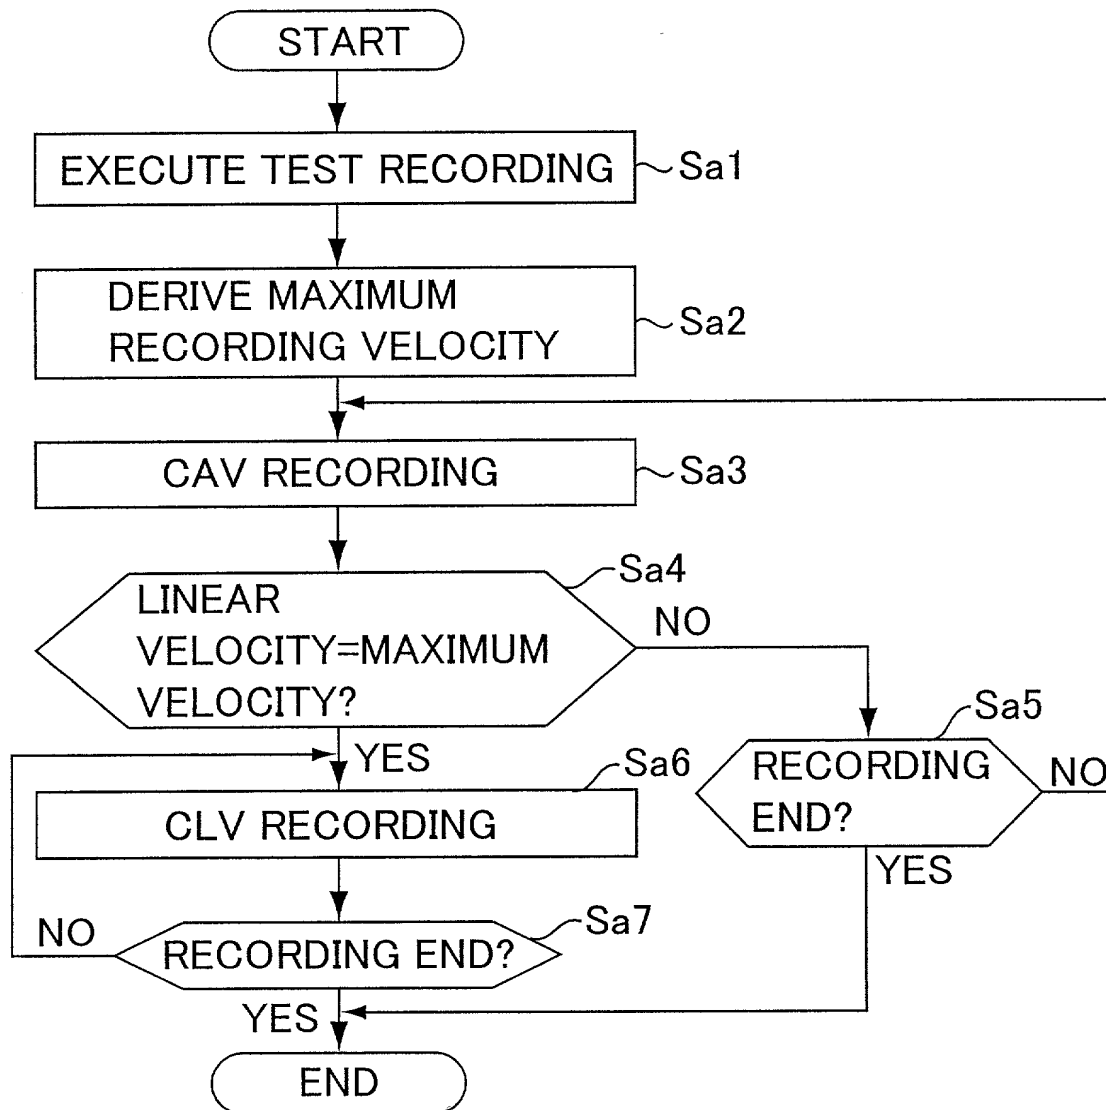 START
EXECUTE TEST RECORDING
Sa1
DERIVE MAXIMUM
RECORDING VELOCITY
Sa2
CAV RECORDING
Sa3
LINEAR
VELOCITY=MAXIMUM
VELOCITY?
Sa4
NO
RECORDING
END?
Sa5
NO
YES
YES
CLV RECORDING
Sa6
RECORDING END?
Sa7
NO
YES
END